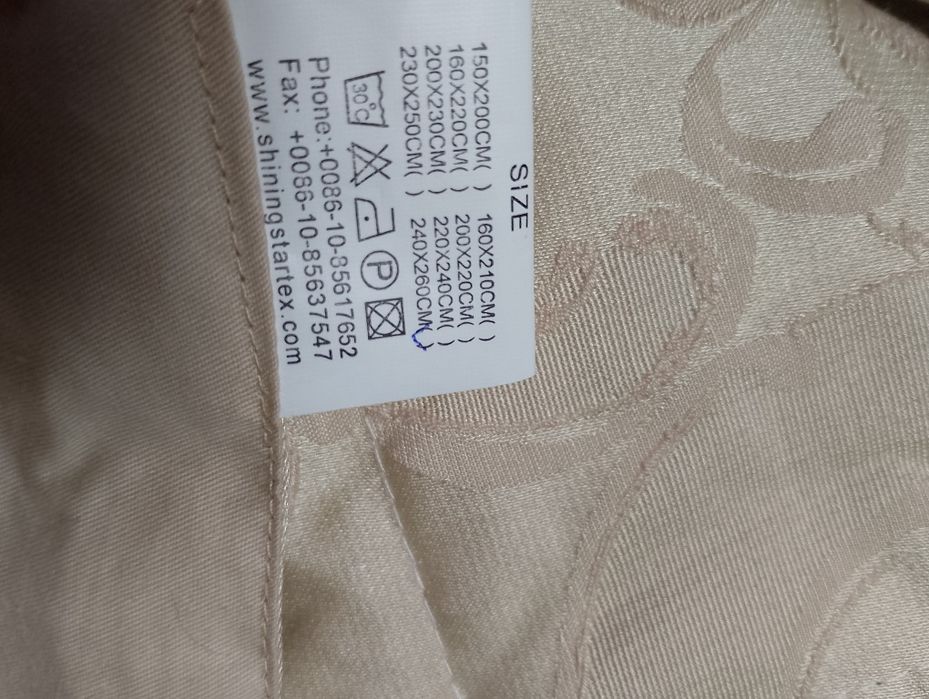 SIZE
150X200CM( ) 160X210CM( )
160X220CM( ) 200X220CM( )
200X230CM( ) 220X240CM( )
230X250CM( ) 240X260CM( )
30°C P
Phone:+0086-10-85617652
Fax: +0086-10-85637547
www.shiningstartex.com